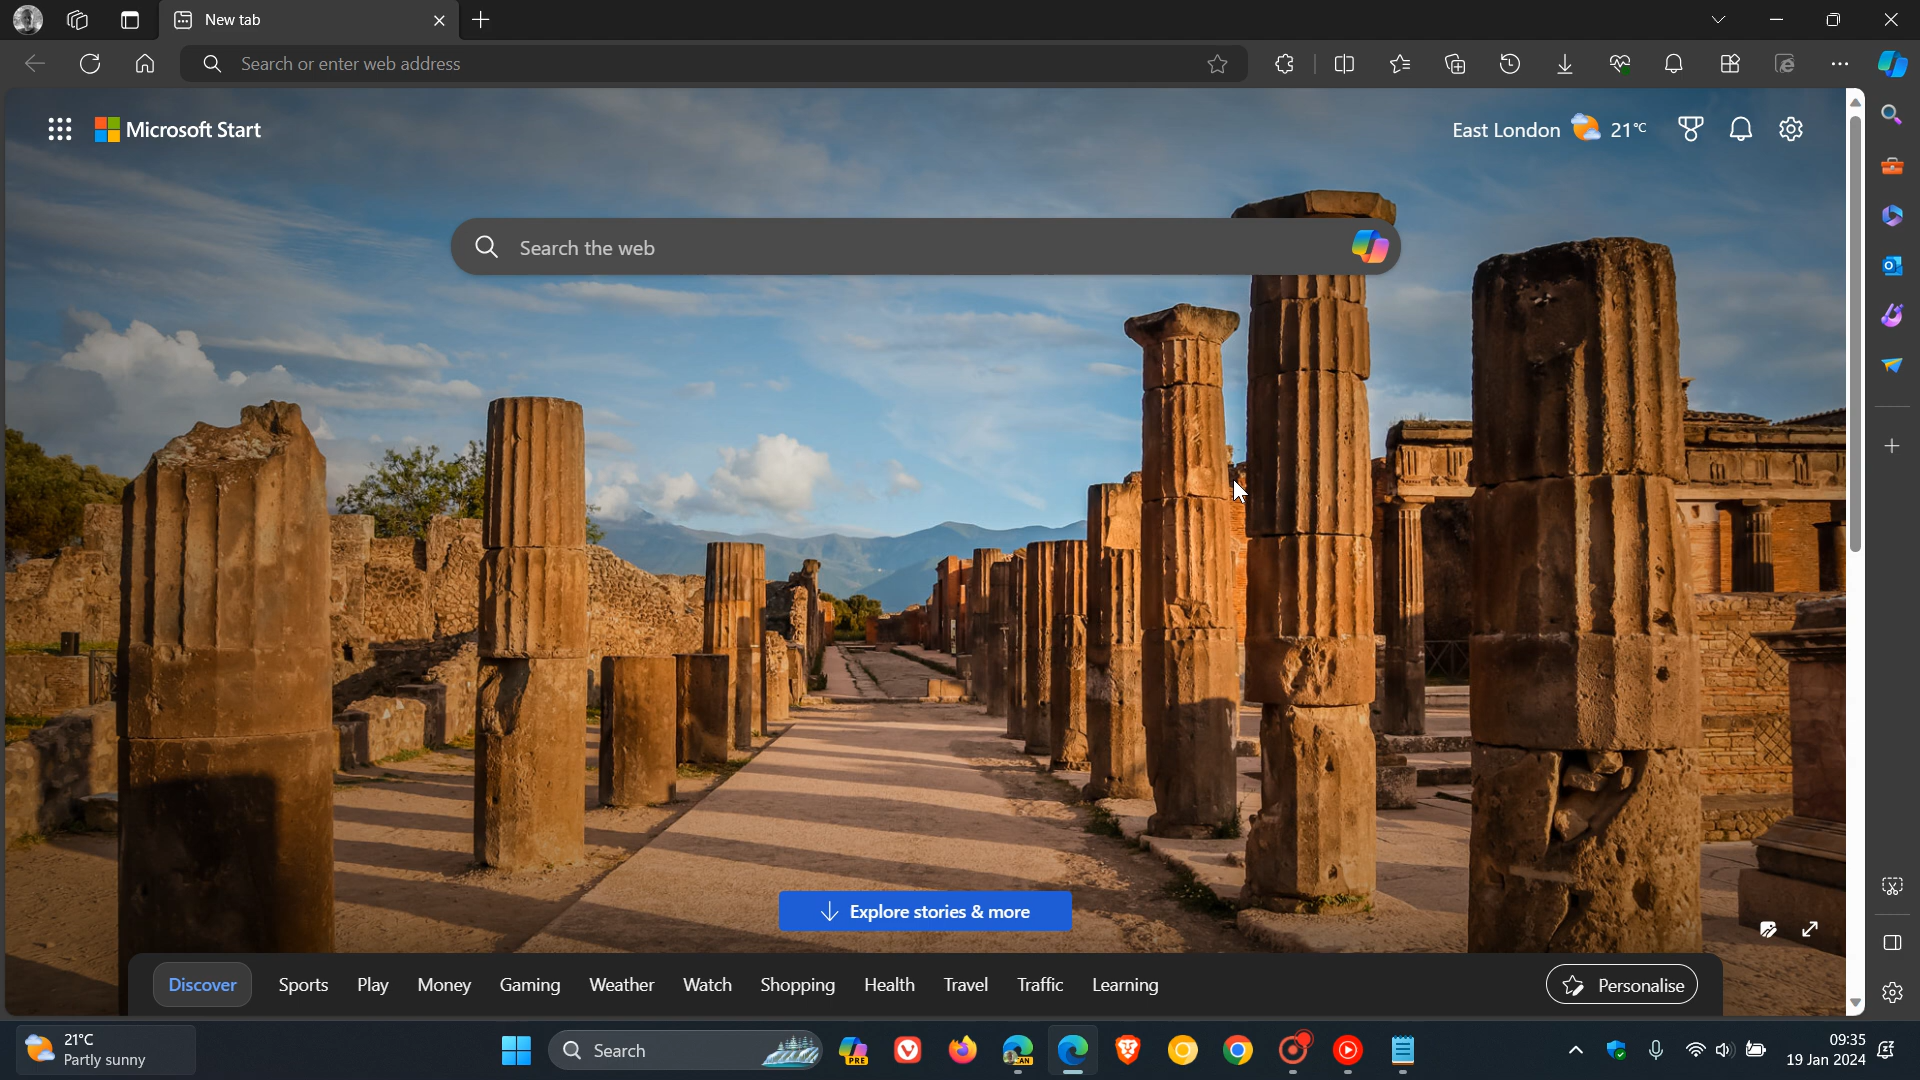 New tab
Search or enter web address
Microsoft Start
East London 21°C
Search the web
Explore stories & more
Discover Sports Play Money Gaming Weather Watch Shopping Health Travel Traffic Learning Personalise
21°C
Partly sunny
Search
PRE
CAN
09:35
19 Jan 2024